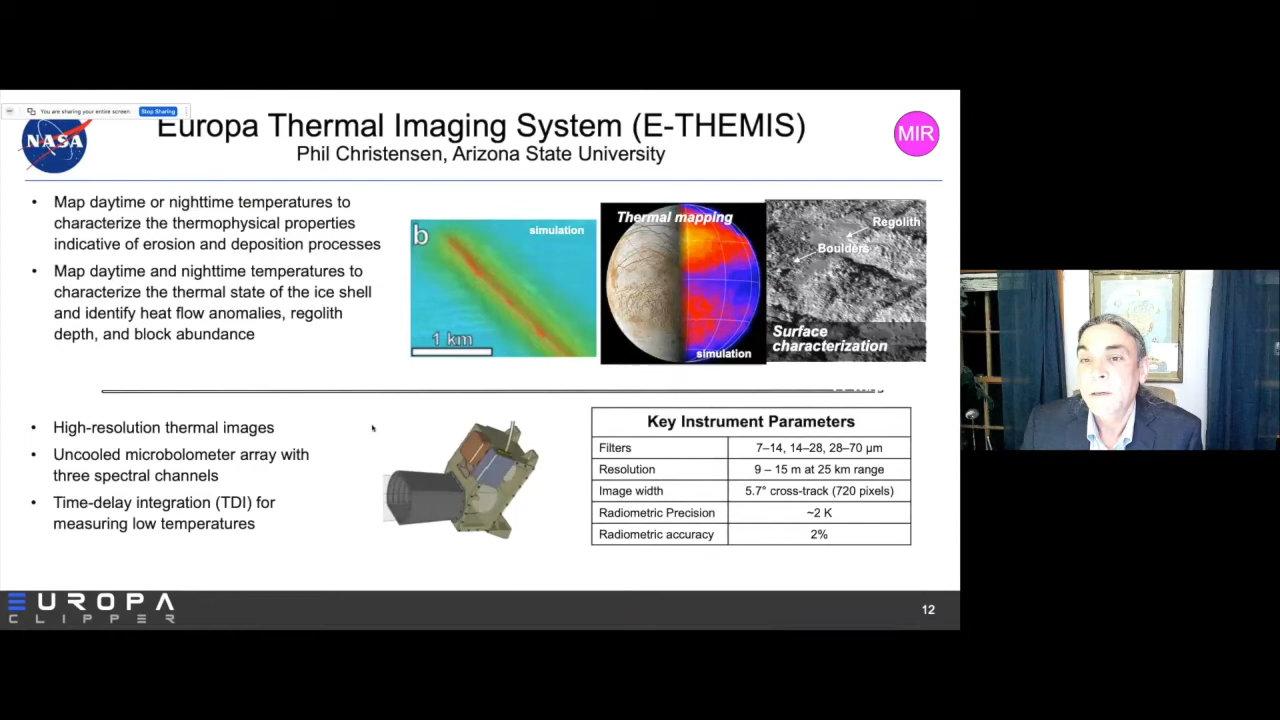 You are sharing your entire screen.
Stop Sharing
NASA
Europa Thermal Imaging System (E-THEMIS)
Phil Christensen, Arizona State University
MIR
• Map daytime or nighttime temperatures to
characterize the thermophysical properties
indicative of erosion and deposition processes
• Map daytime and nighttime temperatures to
characterize the thermal state of the ice shell
and identify heat flow anomalies, regolith
depth, and block abundance
b
simulation
1 km
Thermal mapping
simulation
Regolith
Boulders
Surface
characterization
• High-resolution thermal images
• Uncooled microbolometer array with
three spectral channels
• Time-delay integration (TDI) for
measuring low temperatures
Key Instrument Parameters
Filters 7–14, 14–28, 28–70 µm
Resolution 9 – 15 m at 25 km range
Image width 5.7° cross-track (720 pixels)
Radiometric Precision ~2 K
Radiometric accuracy 2%
EUROPA
CLIPPER
12